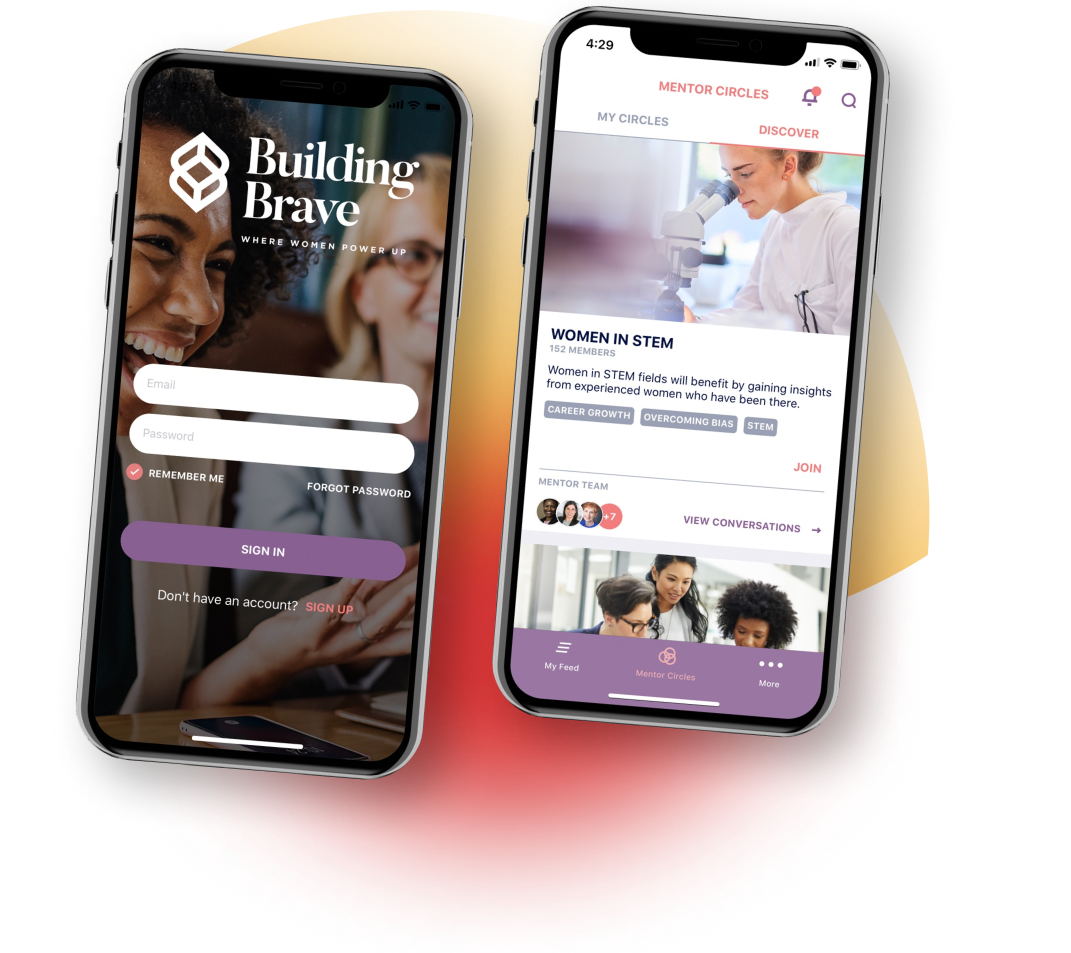 Building
Brave
WHERE WOMEN POWER UP
Email
Password
REMEMBER ME
FORGOT PASSWORD
SIGN IN
Don't have an account? SIGN UP
4:29
MENTOR CIRCLES
MY CIRCLES
DISCOVER
WOMEN IN STEM
152 MEMBERS
Women in STEM fields will benefit by gaining insights
from experienced women who have been there.
CAREER GROWTH
OVERCOMING BIAS
STEM
JOIN
MENTOR TEAM
+7
VIEW CONVERSATIONS →
My Feed
Mentor Circles
More